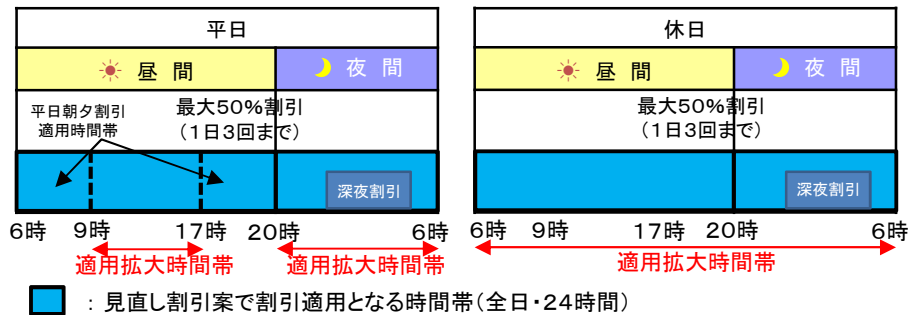 平日
昼 間
夜 間
平日朝夕割引
適用時間帯
最大50%割引
(1日3回まで)
深夜割引
6時
9時
17時
20時
6時
適用拡大時間帯
適用拡大時間帯
休日
昼 間
夜 間
最大50%割引
(1日3回まで)
深夜割引
6時
9時
17時
20時
6時
適用拡大時間帯
:見直し割引案で割引適用となる時間帯(全日・24時間)